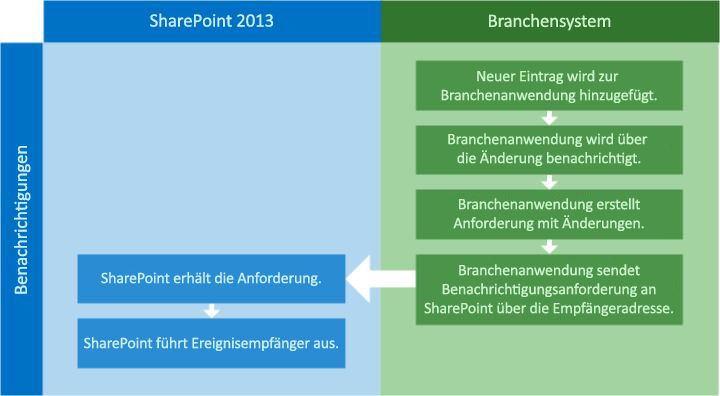 SharePoint 2013
Branchensystem
Benachrichtigungen
Neuer Eintrag wird zur
Branchenanwendung hinzugefügt.
Branchenanwendung wird über
die Änderung benachrichtigt.
Branchenanwendung erstellt
Anforderung mit Änderungen.
Branchenanwendung sendet
Benachrichtigungsanforderung an
SharePoint über die Empfängeradresse.
SharePoint erhält die Anforderung.
SharePoint führt Ereignisempfänger aus.